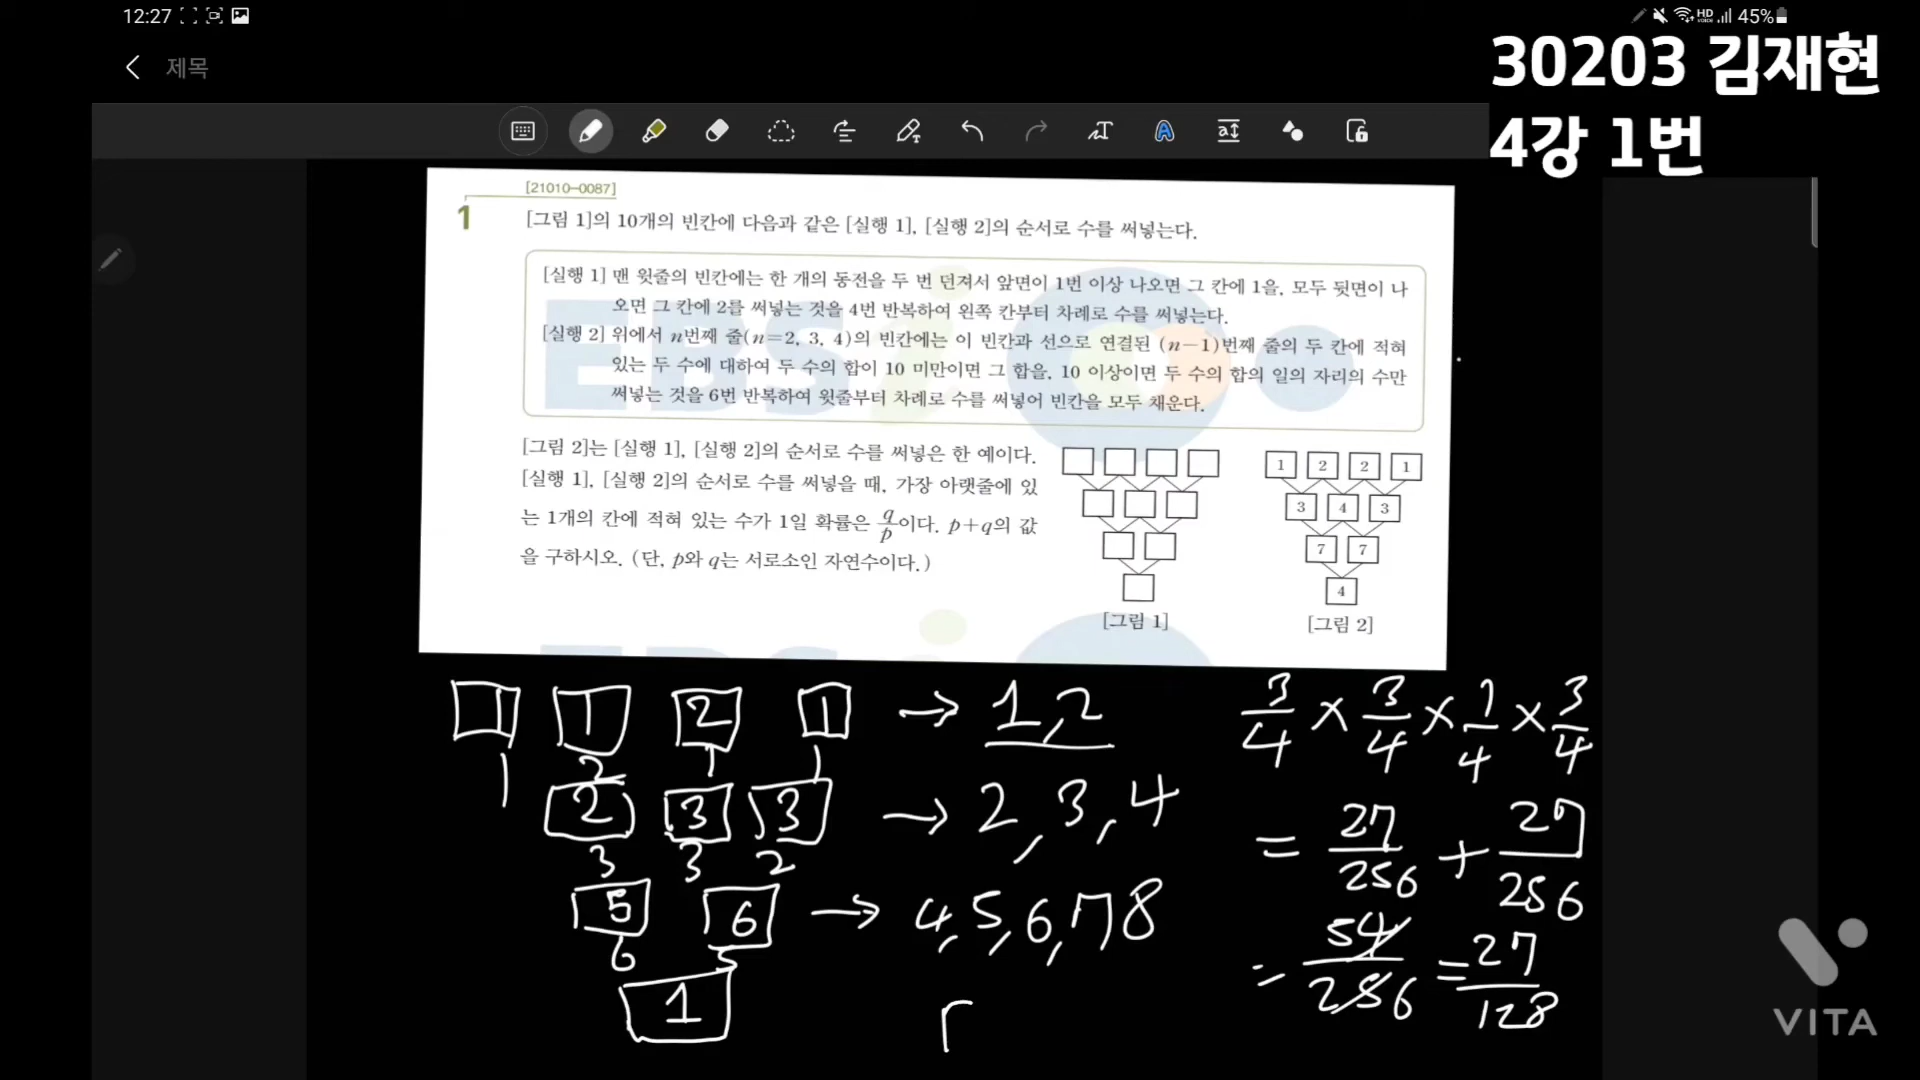 12:27
HD
45%
제목
30203 김재현
4강 1번
[21010-0087]
1
[그림 1]의 10개의 빈칸에 다음과 같은 [실행 1], [실행 2]의 순서로 수를 써넣는다.
[실행 1] 맨 윗줄의 빈칸에는 한 개의 동전을 두 번 던져서 앞면이 1번 이상 나오면 그 칸에 1을, 모두 뒷면이 나
오면 그 칸에 2를 써넣는 것을 4번 반복하여 왼쪽 칸부터 차례로 수를 써넣는다.
[실행 2] 위에서 n번째 줄(n=2, 3, 4)의 빈칸에는 이 빈칸과 선으로 연결된 (n-1)번째 줄의 두 칸에 적혀
있는 두 수에 대하여 두 수의 합이 10 미만이면 그 합을, 10 이상이면 두 수의 합의 일의 자리의 수만
써넣는 것을 6번 반복하여 윗줄부터 차례로 수를 써넣어 빈칸을 모두 채운다.
[그림 2]는 [실행 1], [실행 2]의 순서로 수를 써넣은 한 예이다.
[실행 1], [실행 2]의 순서로 수를 써넣을 때, 가장 아랫줄에 있
는 1개의 칸에 적혀 있는 수가 1일 확률은 q/p이다. p+q의 값
을 구하시오. (단, p와 q는 서로소인 자연수이다.)
1 2 2 1
3 4 3
7 7
4
[그림 1]
[그림 2]
1 1 2 1 → 1, 2
1 2 1 1
2 3 3 → 2, 3, 4
3 3 2
5 6 → 4, 5, 6, 7 8
6 5
1
3/4 × 3/4 × 1/4 × 3/4
= 27/256 + 27/256
= 54/256 = 27/128
VITA